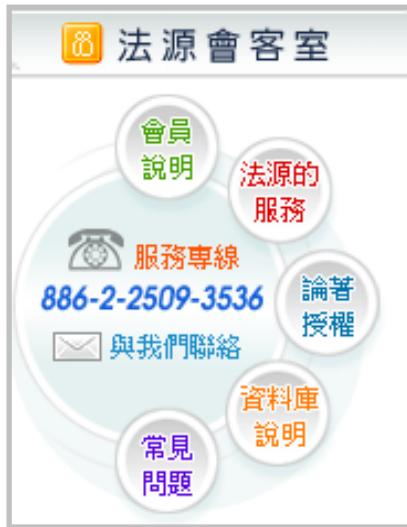 法源會客室
會員
說明
法源的
服務
服務專線
886-2-2509-3536
與我們聯絡
論著
授權
資料庫
說明
常見
問題